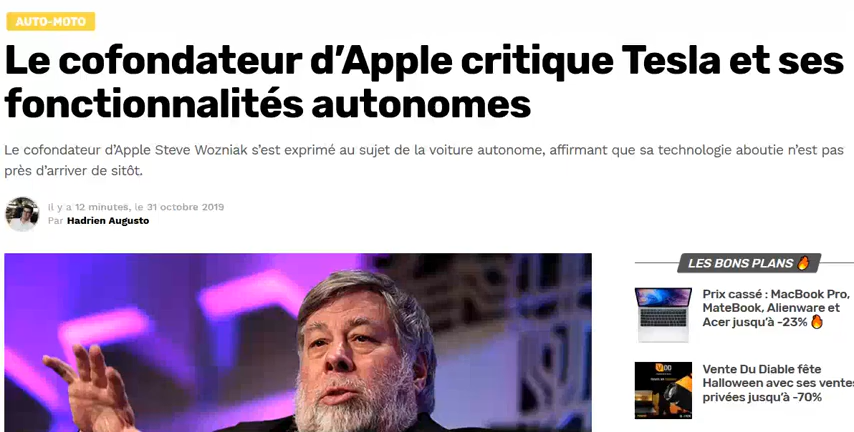 AUTO-MOTO
Le cofondateur d’Apple critique Tesla et ses
fonctionnalités autonomes
Le cofondateur d’Apple Steve Wozniak s’est exprimé au sujet de la voiture autonome, affirmant que sa technologie aboutie n’est pas
près d’arriver de sitôt.
Il y a 12 minutes, le 31 octobre 2019
Par Hadrien Augusto
LES BONS PLANS 🔥
Prix cassé : MacBook Pro,
MateBook, Alienware et
Acer jusqu’à -23% 🔥
Vente Du Diable fête
Halloween avec ses ventes
privées jusqu’à -70%